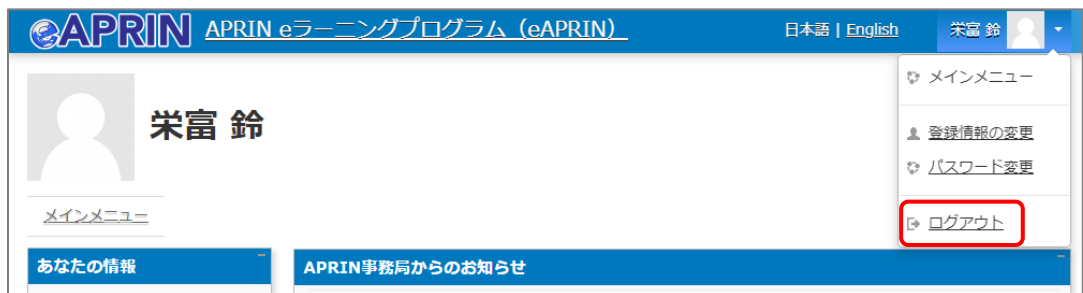 APRIN APRIN eラーニングプログラム（eAPRIN） 日本語 | English 栄富 鈴
メインメニュー
栄富 鈴
登録情報の変更
パスワード変更
メインメニュー
ログアウト
あなたの情報
APRIN事務局からのお知らせ